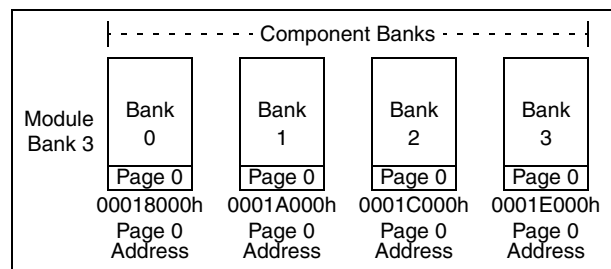 Component Banks
Module
Bank 3
Bank
0
Bank
1
Bank
2
Bank
3
Page 0
Page 0
Page 0
Page 0
00018000h
0001A000h
0001C000h
0001E000h
Page 0
Address
Page 0
Address
Page 0
Address
Page 0
Address